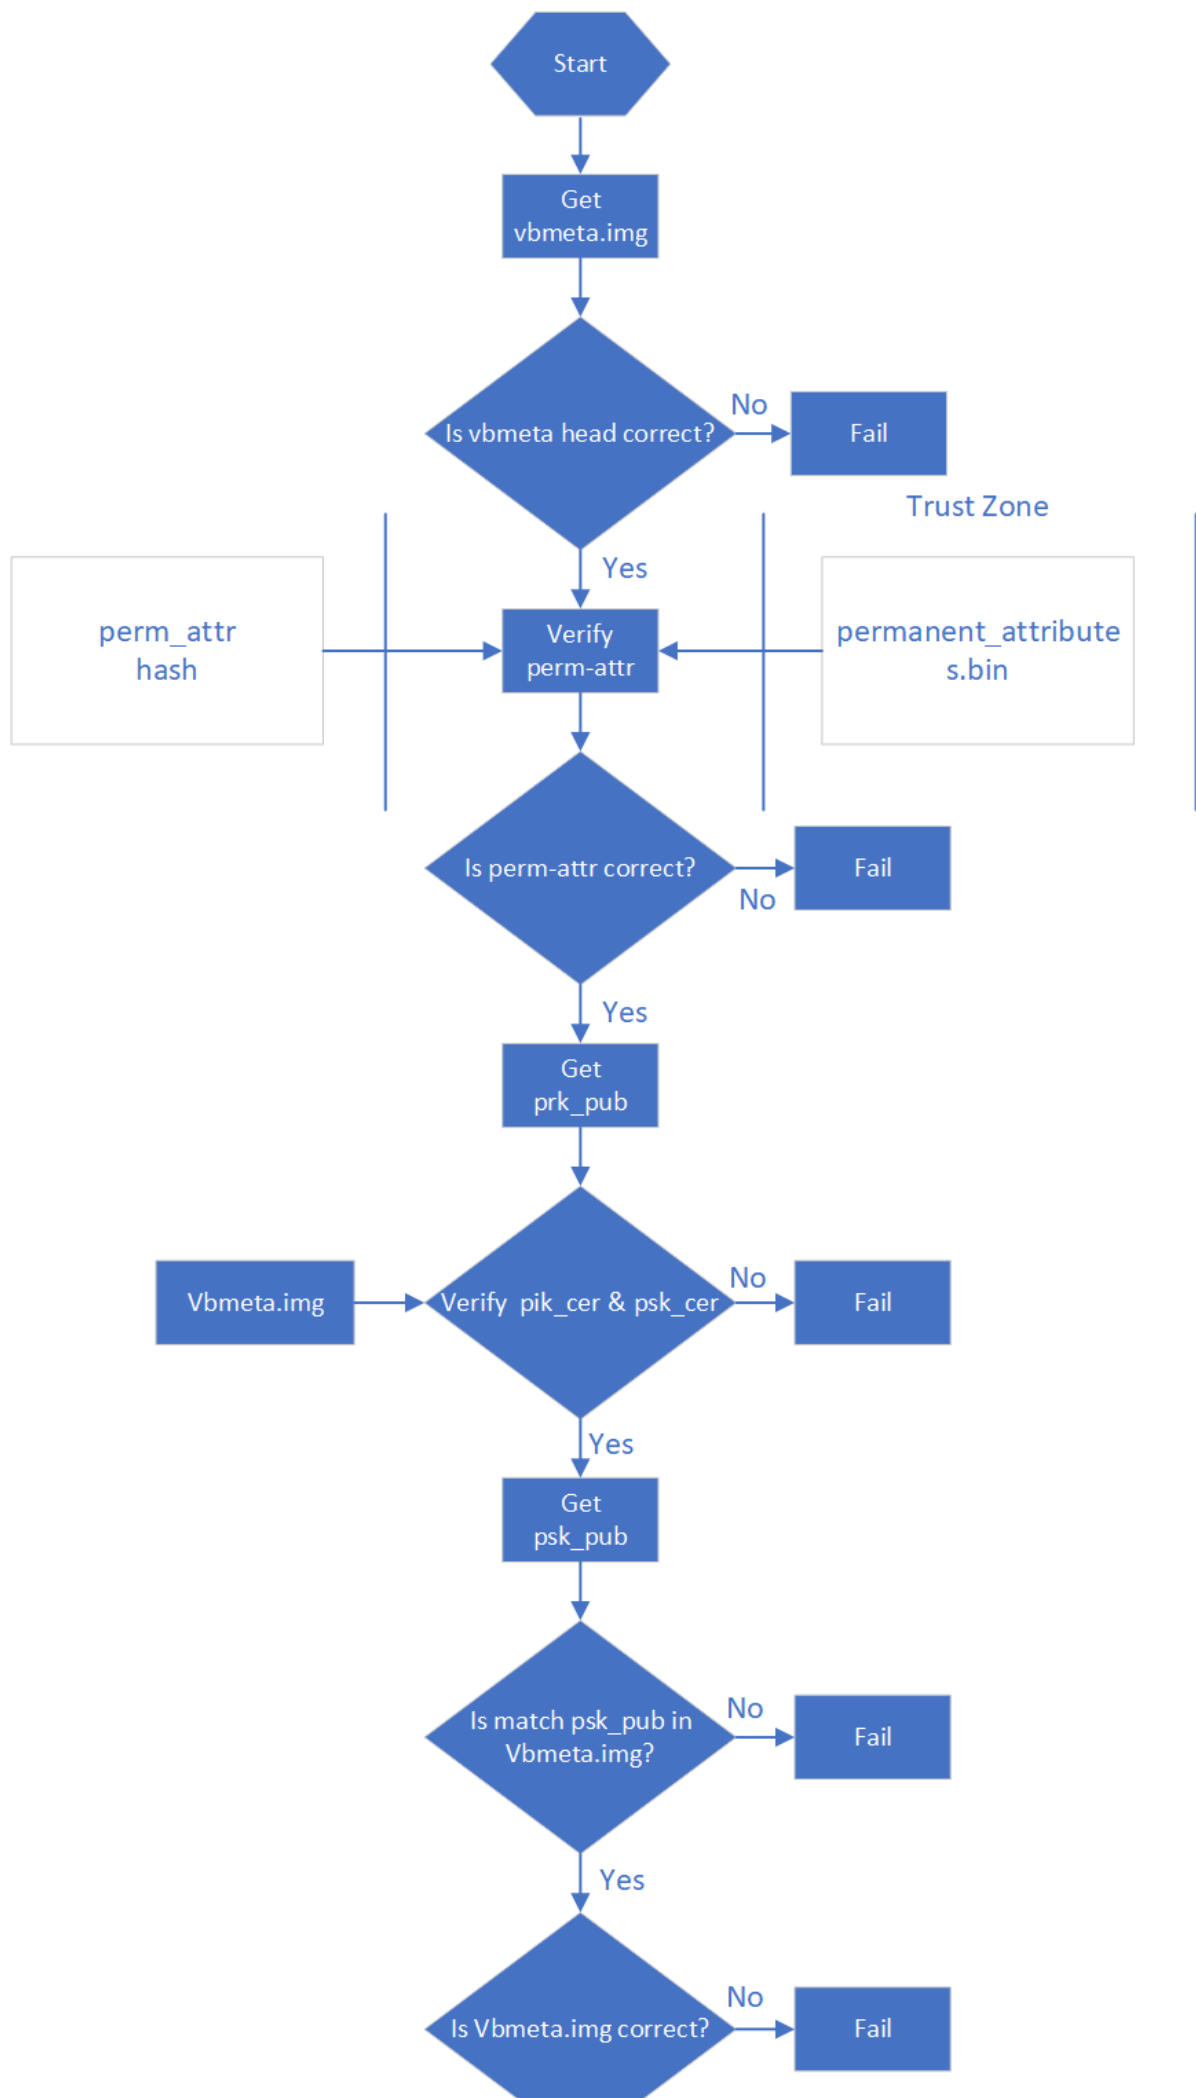 Start
Get
vbmeta.img
Is vbmeta head correct?
No
Fail
Trust Zone
Yes
perm_attr
hash
Verify
perm-attr
permanent_attribute
s.bin
Is perm-attr correct?
No
Fail
Yes
Get
prk_pub
Vbmeta.img
Verify  pik_cer & psk_cer
No
Fail
Yes
Get
psk_pub
Is match psk_pub in
Vbmeta.img?
No
Fail
Yes
Is Vbmeta.img correct?
No
Fail